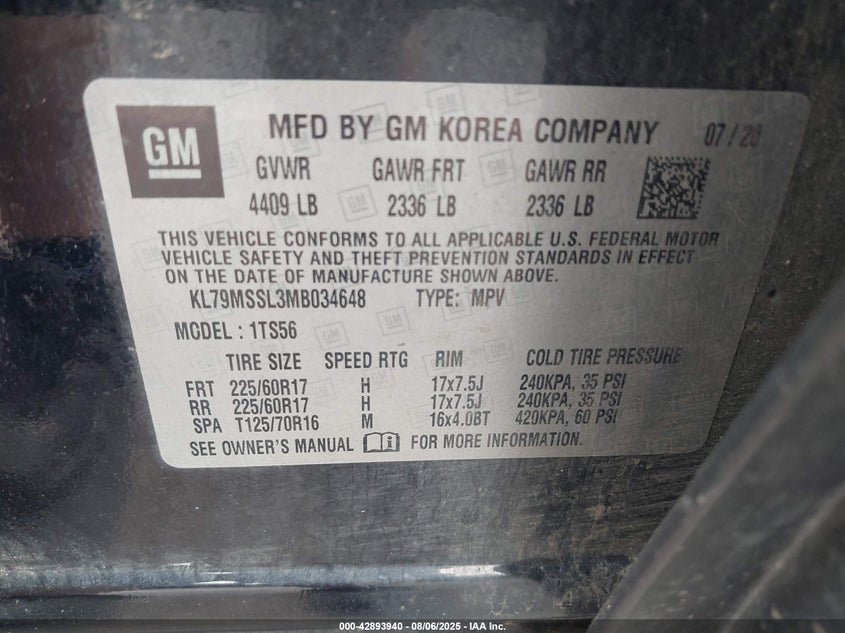 GM
MFD BY GM KOREA COMPANY 07/20
GVWR GAWR FRT GAWR RR
4409 LB 2336 LB 2336 LB
THIS VEHICLE CONFORMS TO ALL APPLICABLE U.S. FEDERAL MOTOR
VEHICLE SAFETY AND THEFT PREVENTION STANDARDS IN EFFECT
ON THE DATE OF MANUFACTURE SHOWN ABOVE.
KL79MSSL3MB034648 TYPE: MPV
MODEL : 1TS56
TIRE SIZE SPEED RTG RIM COLD TIRE PRESSURE
FRT 225/60R17 H 17x7.5J 240KPA, 35 PSI
RR 225/60R17 H 17x7.5J 240KPA, 35 PSI
SPA T125/70R16 M 16x4.0BT 420KPA, 60 PSI
SEE OWNER'S MANUAL FOR MORE INFORMATION.
000-42893940 - 08/06/2025 - IAA Inc.